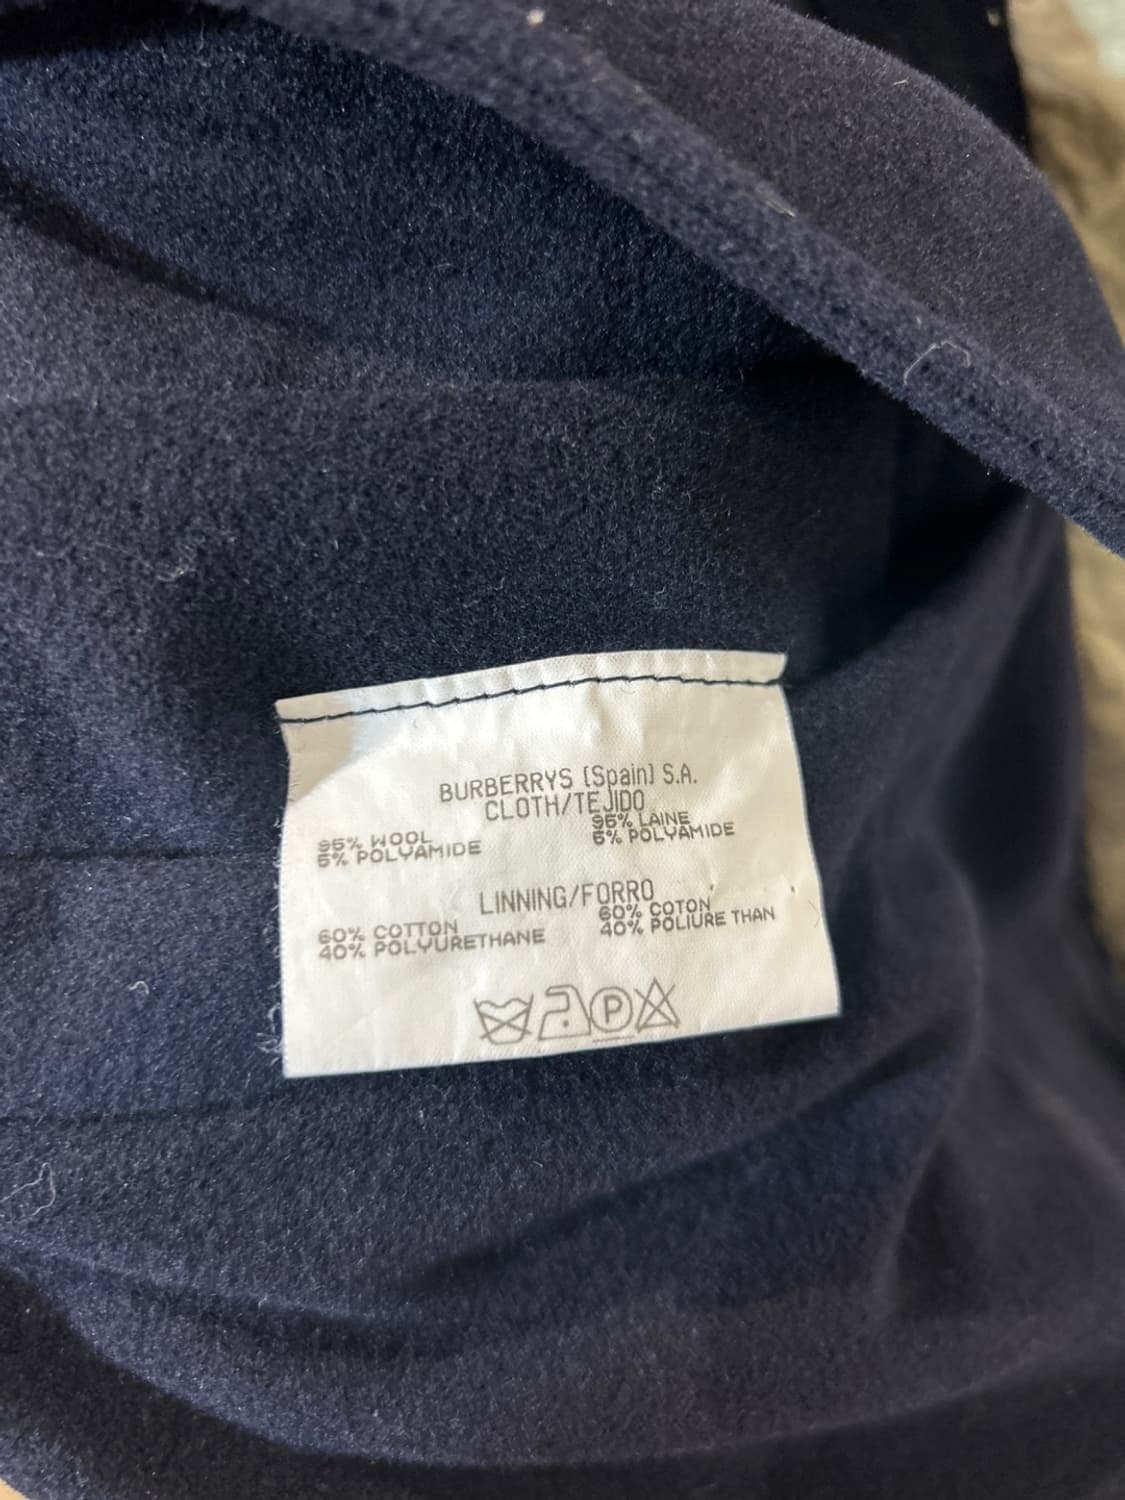 BURBERRYS (Spain) S.A.
CLOTH/TEJIDO
95% WOOL
5% POLYAMIDE
95% LAINE
5% POLYAMIDE
LINNING/FORRO
60% COTTON
40% POLYURETHANE
60% COTON
40% POLIURE THAN
P